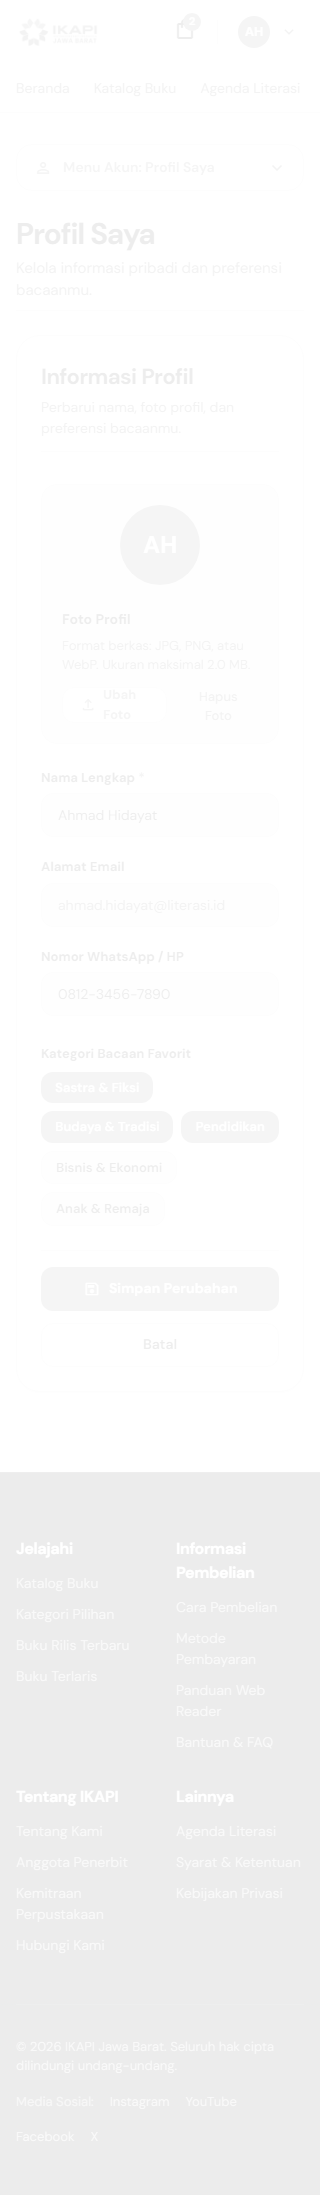 IKAPI
JAWA BARAT
2
AH
Beranda Katalog Buku Agenda Literasi
Menu Akun: Profil Saya
Profil Saya
Kelola informasi pribadi dan preferensi
bacaanmu.
Informasi Profil
Perbarui nama, foto profil, dan
preferensi bacaanmu.
AH
Foto Profil
Format berkas: JPG, PNG, atau
WebP. Ukuran maksimal 2.0 MB.
Ubah
Foto
Hapus
Foto
Nama Lengkap *
Ahmad Hidayat
Alamat Email
ahmad.hidayat@literasi.id
Nomor WhatsApp / HP
0812-3456-7890
Kategori Bacaan Favorit
Sastra & Fiksi
Budaya & Tradisi Pendidikan
Bisnis & Ekonomi
Anak & Remaja
Simpan Perubahan
Batal
Jelajahi
Katalog Buku
Kategori Pilihan
Buku Rilis Terbaru
Buku Terlaris
Informasi
Pembelian
Cara Pembelian
Metode
Pembayaran
Panduan Web
Reader
Bantuan & FAQ
Tentang IKAPI
Tentang Kami
Anggota Penerbit
Kemitraan
Perpustakaan
Hubungi Kami
Lainnya
Agenda Literasi
Syarat & Ketentuan
Kebijakan Privasi
© 2026 IKAPI Jawa Barat. Seluruh hak cipta
dilindungi undang-undang.
Media Sosial: Instagram YouTube
Facebook X